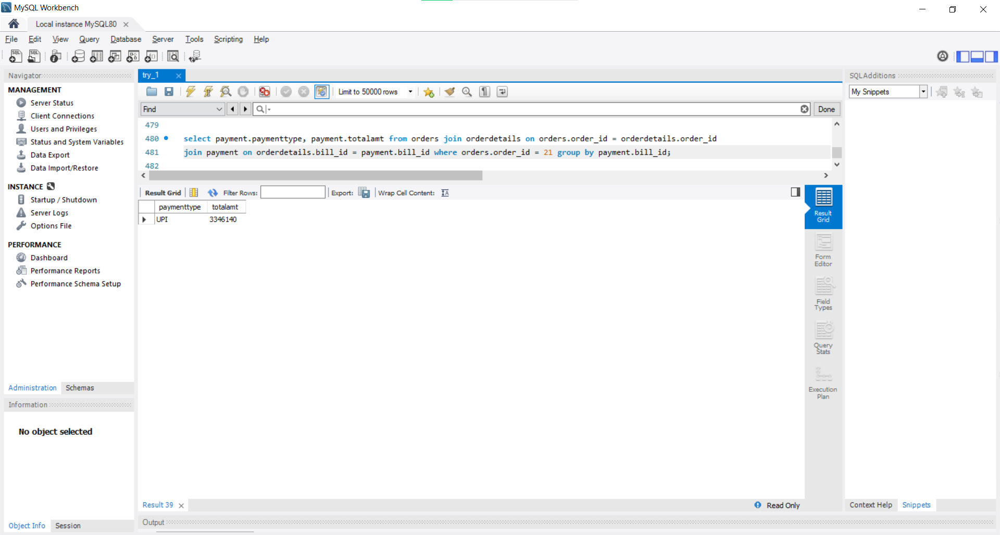 MySQL Workbench
Local instance MySQL80
File Edit View Query Database Server Tools Scripting Help
Navigator
MANAGEMENT
Server Status
Client Connections
Users and Privileges
Status and System Variables
Data Export
Data Import/Restore
INSTANCE
Startup / Shutdown
Server Logs
Options File
PERFORMANCE
Dashboard
Performance Reports
Performance Schema Setup
Administration Schemas
Information
No object selected
Object Info Session
try_1
Limit to 50000 rows
Find Done
479
480 select payment.paymenttype, payment.totalamt from orders join orderdetails on orders.order_id = orderdetails.order_id
481 join payment on orderdetails.bill_id = payment.bill_id where orders.order_id = 21 group by payment.bill_id;
482
Result Grid Filter Rows: Export: Wrap Cell Content:
paymenttype totalamt
UPI 3346140
Result Grid
Form Editor
Field Types
Query Stats
Execution Plan
Result 39 Read Only
Output
SQLAdditions
My Snippets
Context Help Snippets